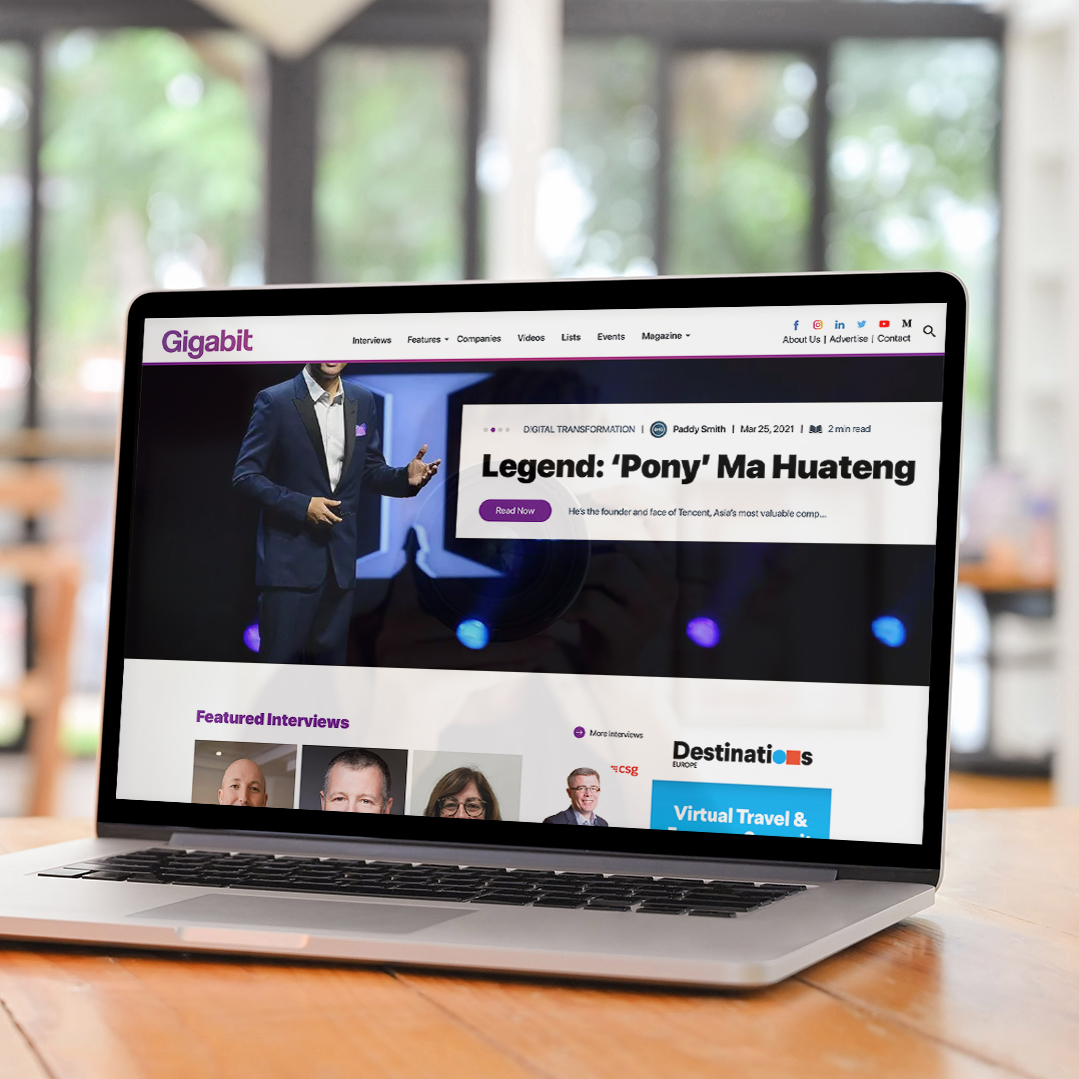 Gigabit
Interviews Features Companies Videos Lists Events Magazine
About Us | Advertise | Contact
DIGITAL TRANSFORMATION | Paddy Smith | Mar 25, 2021 | 2 min read
Legend: ‘Pony’ Ma Huateng
Read Now He's the founder and face of Tencent, Asia's most valuable comp...
Featured Interviews
More Interviews
Destinations
EUROPE
csg
Virtual Travel &